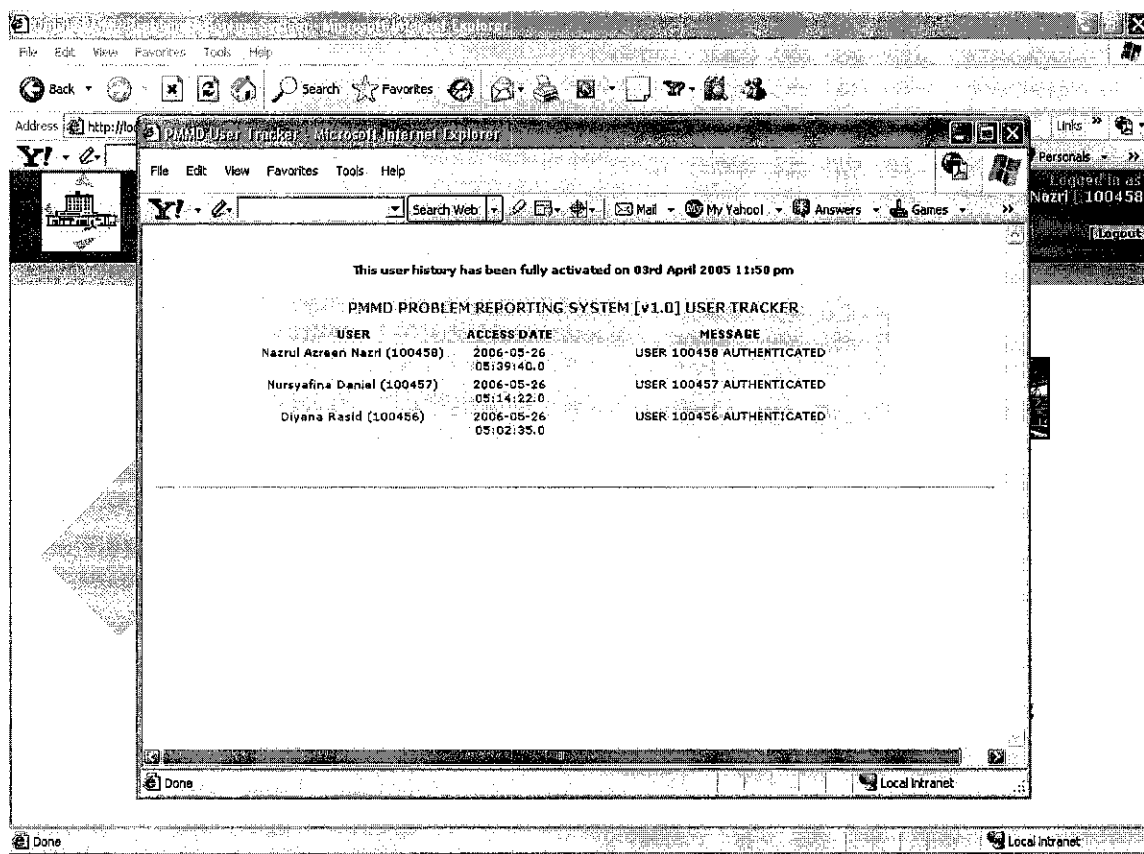 Microsoft Internet Explorer
File Edit View Favorites Tools Help
Back Search Favorites
Address http://lo Links »
PMMD User Tracker - Microsoft Internet Explorer
Y! Personals »
File Edit View Favorites Tools Help
Logged in as
Nazri [ 100458
Y! Search Web Mail My Yahoo! Answers Games »
[ Logout
This user history has been fully activated on 03rd April 2005 11:50 pm
PMMD PROBLEM REPORTING SYSTEM [v1.0] USER TRACKER
USER ACCESS DATE MESSAGE
Nazrul Azreen Nazri (100458) 2006-05-26 USER 100458 AUTHENTICATED
05:39:40.0
Nursyafina Daniel (100457) 2006-05-26 USER 100457 AUTHENTICATED
05:14:22.0
Diyana Rasid (100456) 2006-05-26 USER 100456 AUTHENTICATED
05:02:35.0
Done Local intranet
Done Local intranet